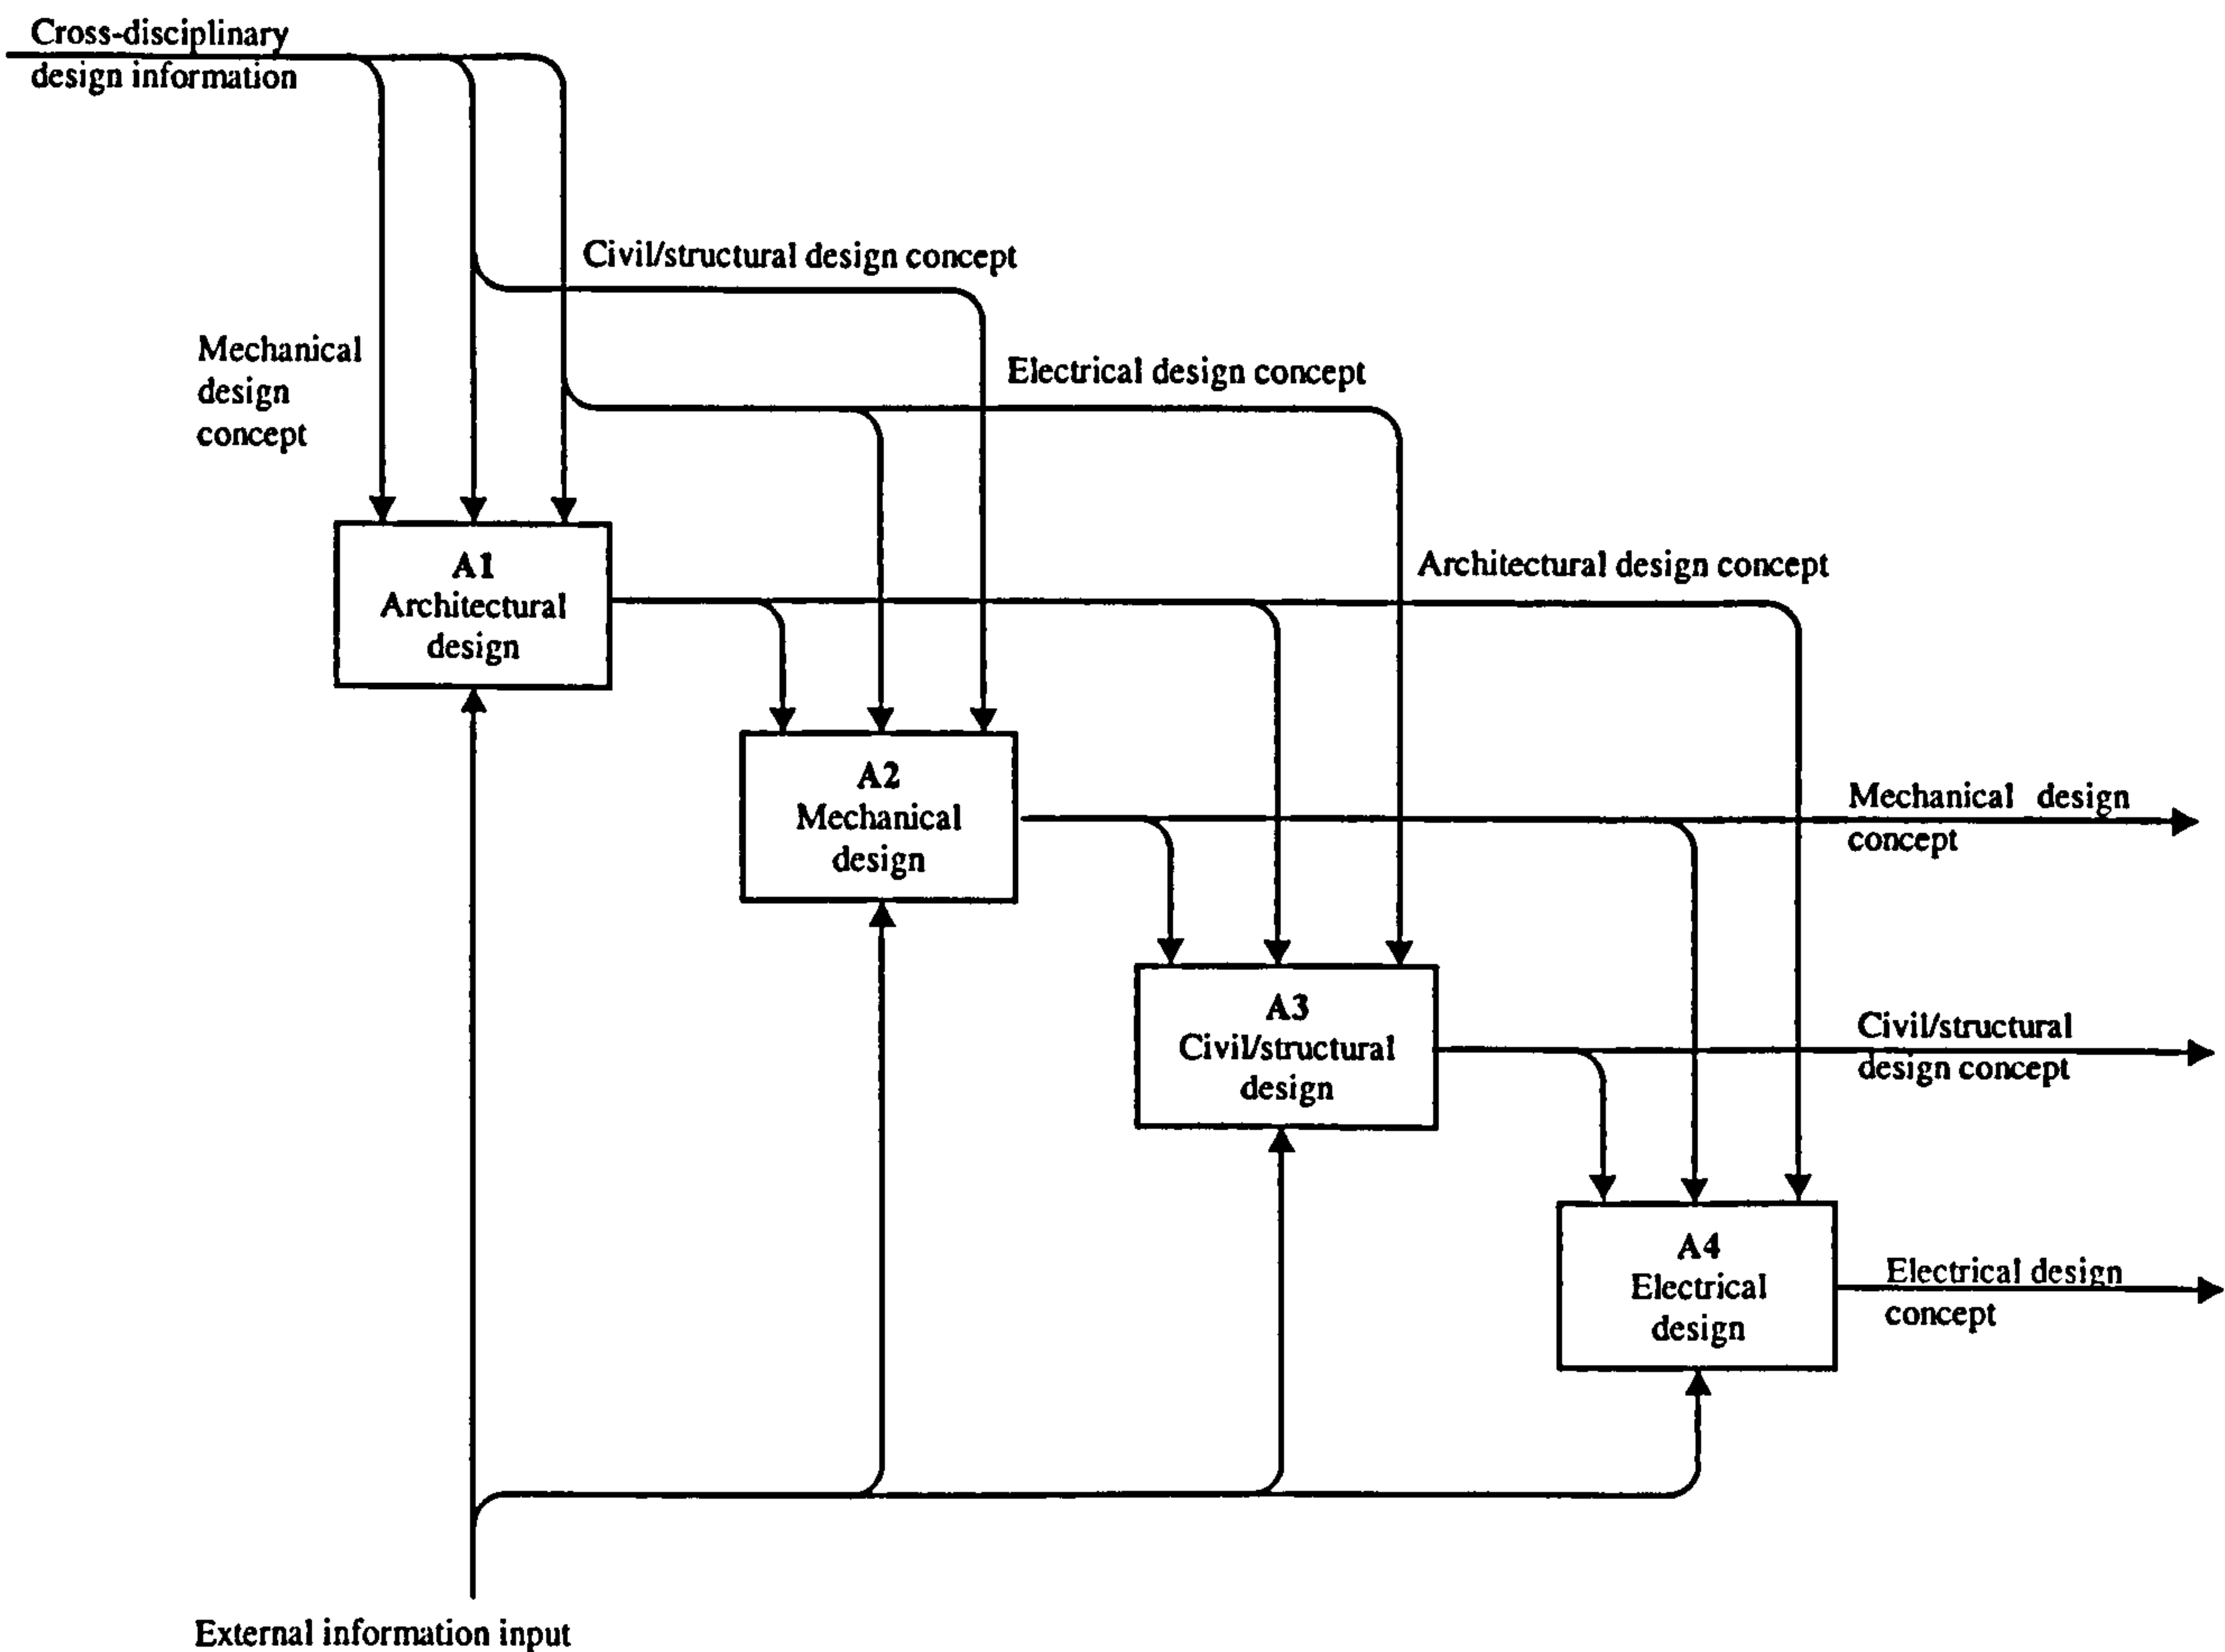 Cross-disciplinary
design information
Civil/structural design concept
Mechanical
design
concept
Electrical design concept
A1
Architectural
design
Architectural design concept
A2
Mechanical
design
Mechanical design
concept
A3
Civil/structural
design
Civil/structural
design concept
A4
Electrical
design
Electrical design
concept
External information input